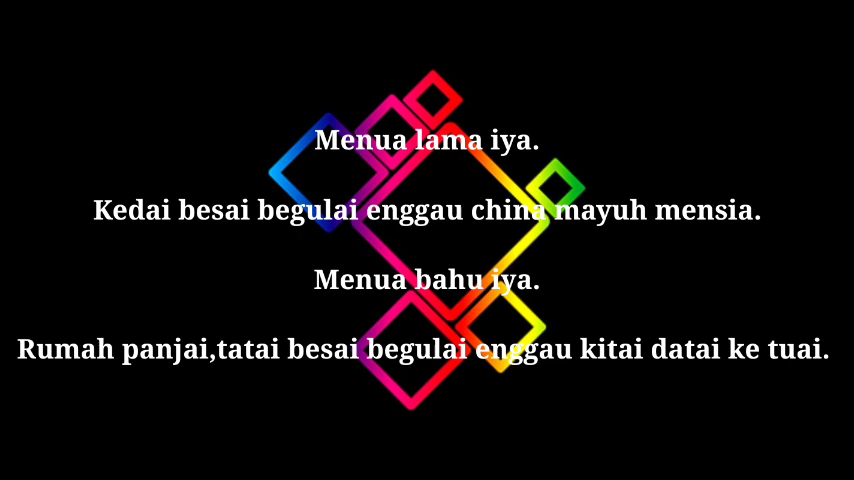 Menua lama iya.
Kedai besai begulai enggau china mayuh mensia.
Menua bahu iya.
Rumah panjai,tatai besai begulai enggau kitai datai ke tuai.